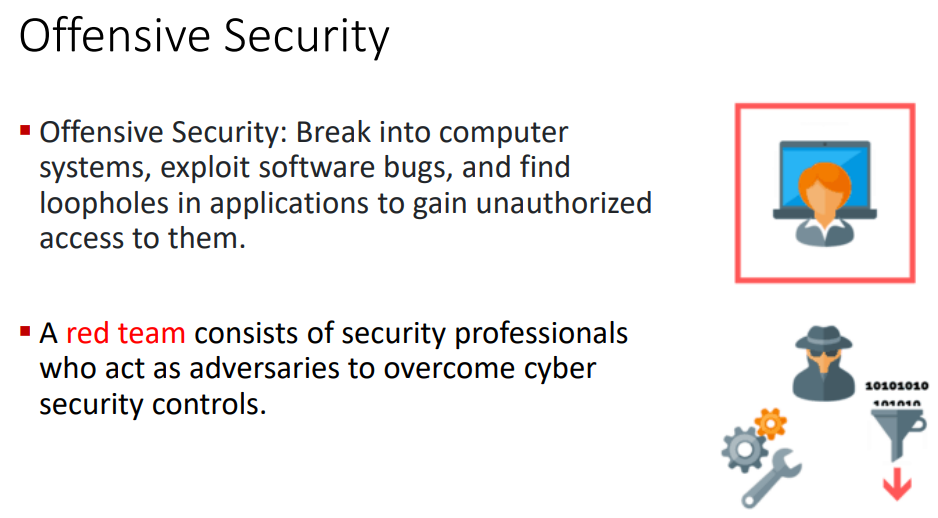 Offensive Security
▪ Offensive Security: Break into computer
systems, exploit software bugs, and find
loopholes in applications to gain unauthorized
access to them.
▪ A red team consists of security professionals
who act as adversaries to overcome cyber
security controls.
10101010
101010